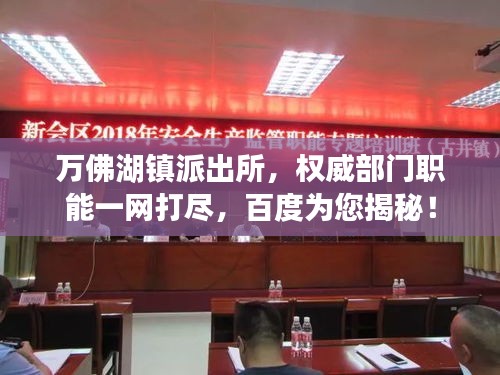 新会区2018年安全生产监管职能专题培训班（古井镇）
万佛湖镇派出所，权威部门职
能一网打尽，百度为您揭秘！